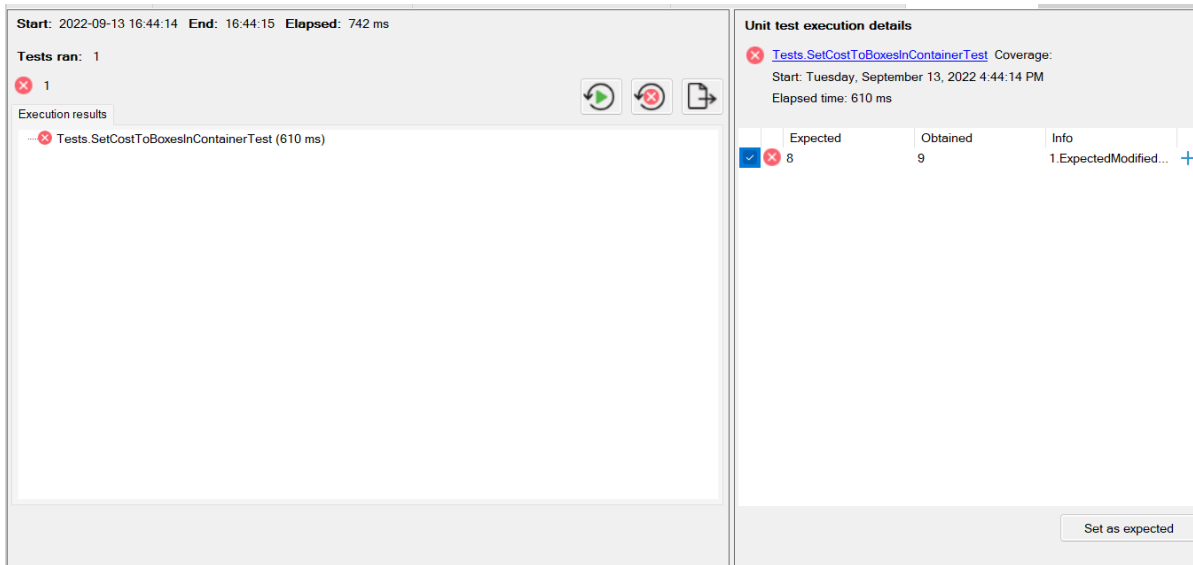 Start: 2022-09-13 16:44:14 End: 16:44:15 Elapsed: 742 ms
Tests ran: 1
1
Execution results
Tests.SetCostToBoxesInContainerTest (610 ms)
Unit test execution details
Tests.SetCostToBoxesInContainerTest Coverage:
Start: Tuesday, September 13, 2022 4:44:14 PM
Elapsed time: 610 ms
Expected Obtained Info
8 9 1.ExpectedModified...
Set as expected